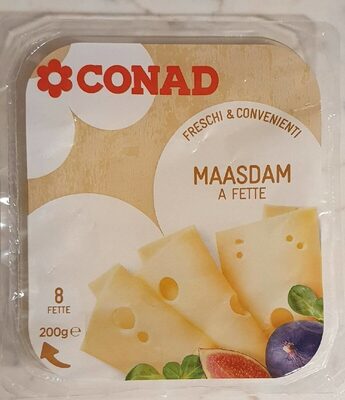 CONAD
FRESCHI & CONVENIENTI
MAASDAM
A FETTE
8
FETTE
200g ℮